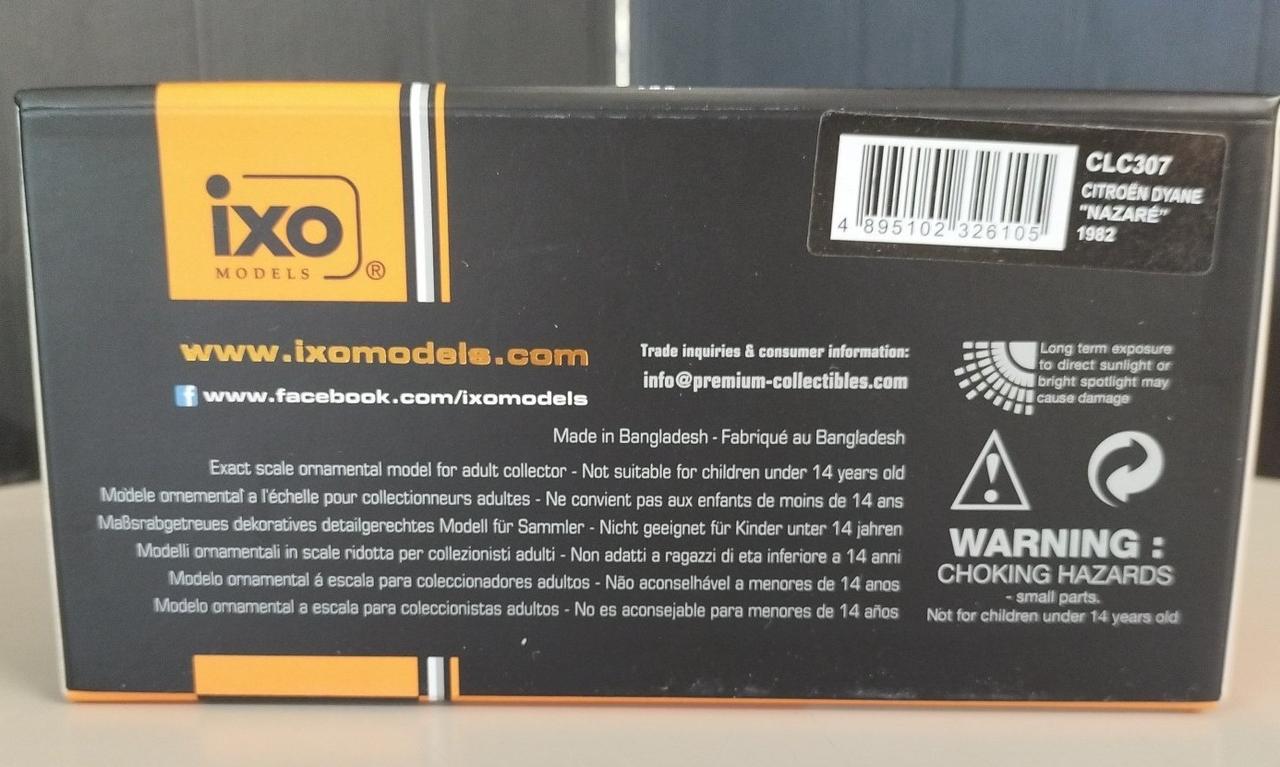 ixo
MODELS ®
4 895102 326105
CLC307
CITROËN DYANE
"NAZARÉ"
1982
www.ixomodels.com
f www.facebook.com/ixomodels
Trade inquiries & consumer information:
info@premium-collectibles.com
Long term exposure
to direct sunlight or
bright spotlight may
cause damage
Made in Bangladesh - Fabriqué au Bangladesh
Exact scale ornamental model for adult collector - Not suitable for children under 14 years old
Modèle ornemental a l'échelle pour collectionneurs adultes - Ne convient pas aux enfants de moins de 14 ans
Maßsrabgetreues dekoratives detailgerechtes Modell für Sammler - Nicht geeignet für Kinder unter 14 jahren
Modelli ornamentali in scale ridotta per collezionisti adulti - Non adatti a ragazzi di eta inferiore a 14 anni
Modelo ornamental á escala para coleccionadores adultos - Não aconselhável a menores de 14 anos
Modelo ornamental a escala para coleccionistas adultos - No es aconsejable para menores de 14 años
WARNING :
CHOKING HAZARDS
- small parts.
Not for children under 14 years old